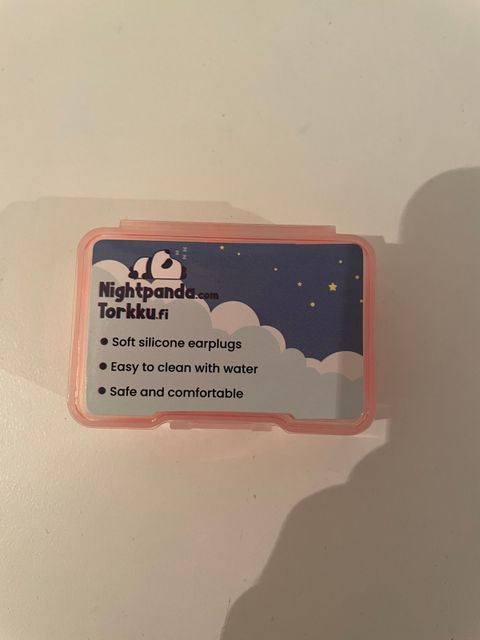 z z z
Nightpanda.com
Torkku.fi
Soft silicone earplugs
Easy to clean with water
Safe and comfortable